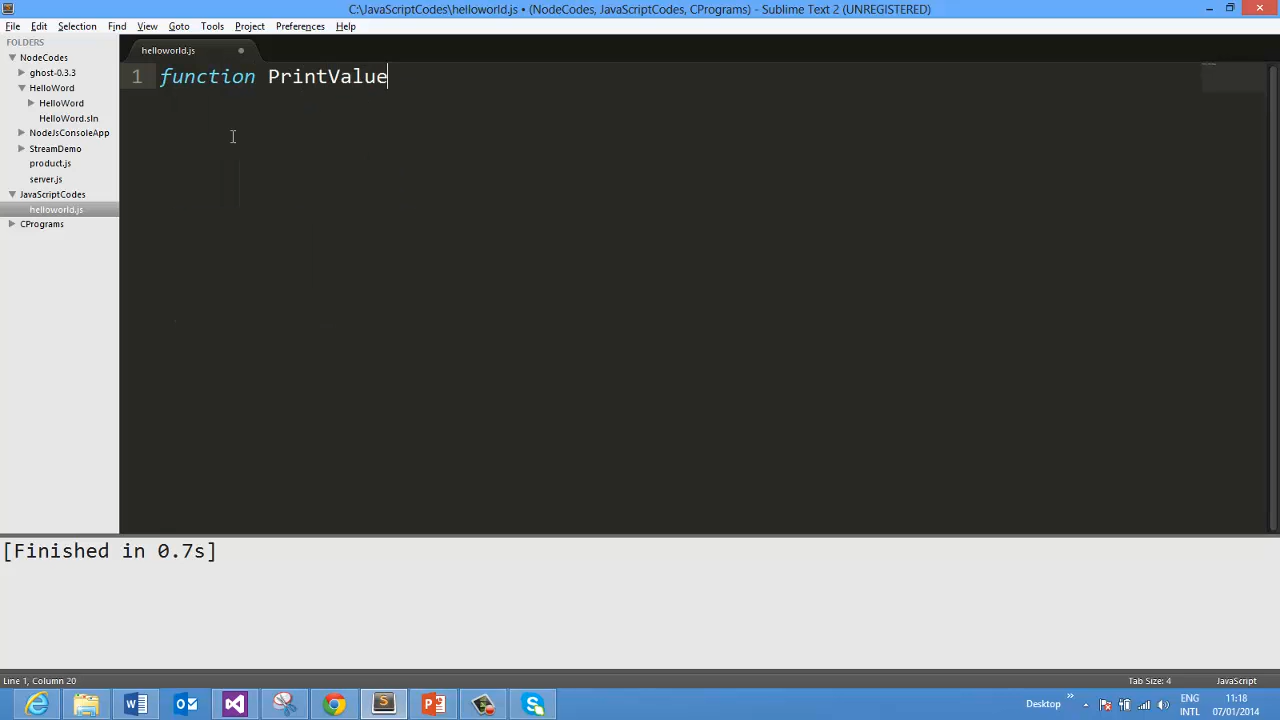 C:\JavaScriptCodes\helloworld.js • (NodeCodes, JavaScriptCodes, CPrograms) - Sublime Text 2 (UNREGISTERED)
File Edit Selection Find View Goto Tools Project Preferences Help
FOLDERS
NodeCodes
ghost-0.3.3
HelloWord
HelloWord
HelloWord.sln
NodeJsConsoleApp
StreamDemo
product.js
server.js
JavaScriptCodes
helloworld.js
CPrograms
helloworld.js
1 function PrintValue
[Finished in 0.7s]
Line 1, Column 20
Tab Size: 4 JavaScript
Desktop
ENG
INTL
11:18
07/01/2014